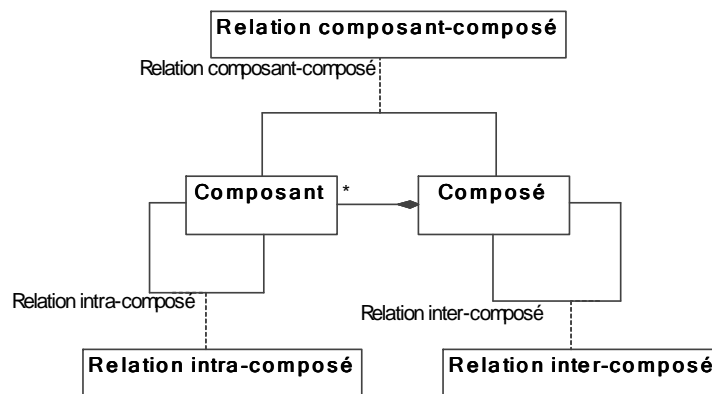 Relation composant-composé
Relation composant-composé
Composant
*
Composé
Relation intra-composé
Relation inter-composé
Relation intra-composé
Relation inter-composé